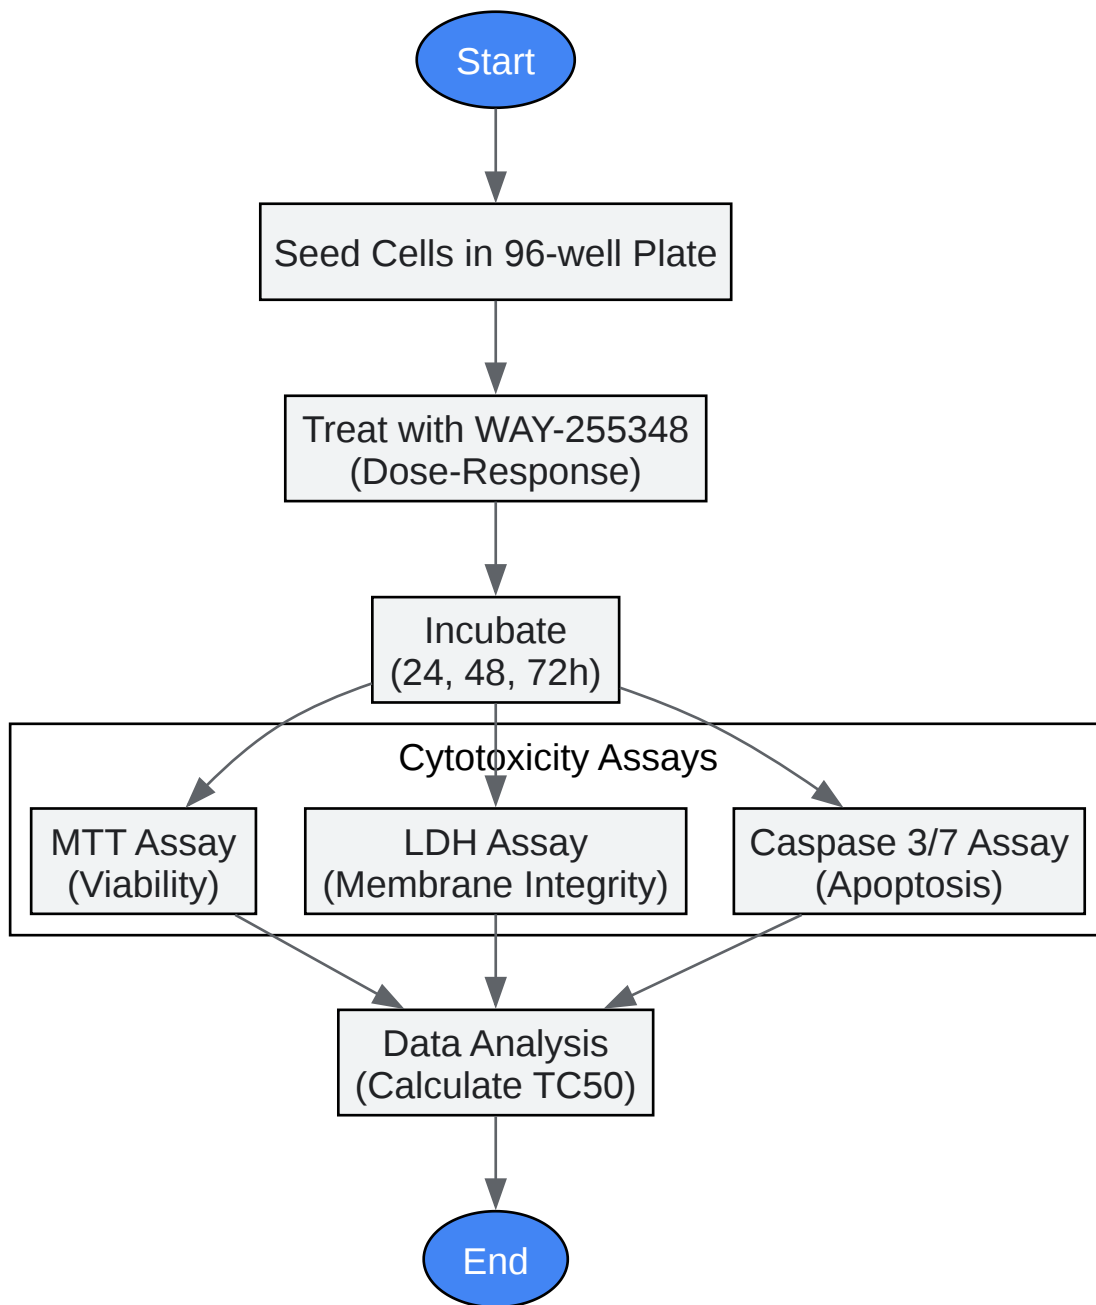 Start
Seed Cells in 96-well Plate
Treat with WAY-255348
(Dose-Response)
Incubate
(24, 48, 72h)
Cytotoxicity Assays
MTT Assay
(Viability)
LDH Assay
(Membrane Integrity)
Caspase 3/7 Assay
(Apoptosis)
Data Analysis
(Calculate TC50)
End